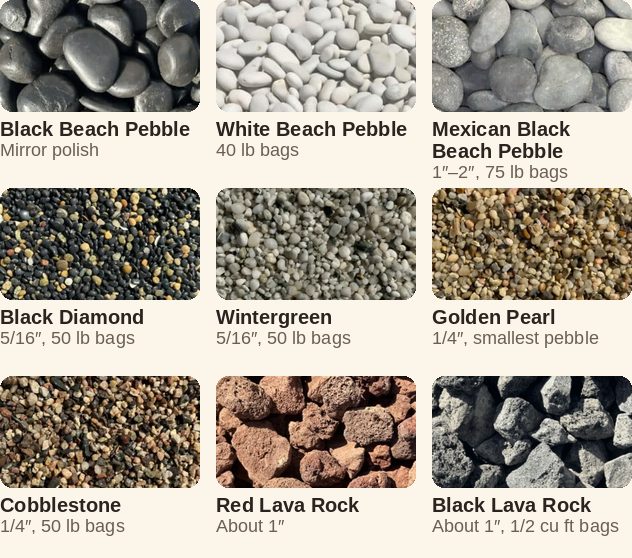 Black Beach Pebble
Mirror polish
White Beach Pebble
40 lb bags
Mexican Black
Beach Pebble
1″–2″, 75 lb bags
Black Diamond
5/16″, 50 lb bags
Wintergreen
5/16″, 50 lb bags
Golden Pearl
1/4″, smallest pebble
Cobblestone
1/4″, 50 lb bags
Red Lava Rock
About 1″
Black Lava Rock
About 1″, 1/2 cu ft bags